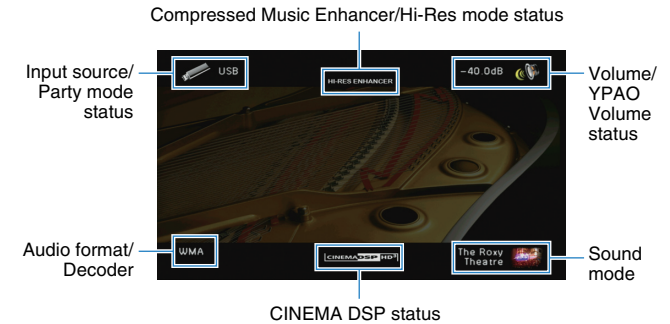 Compressed Music Enhancer/Hi-Res mode status
Input source/
Party mode
status
USB
HI-RES ENHANCER
-40.0dB
Volume/
YPAO
Volume
status
Audio format/
Decoder
WMA
CINEMA DSP HD³
The Roxy
Theatre
Sound
mode
CINEMA DSP status